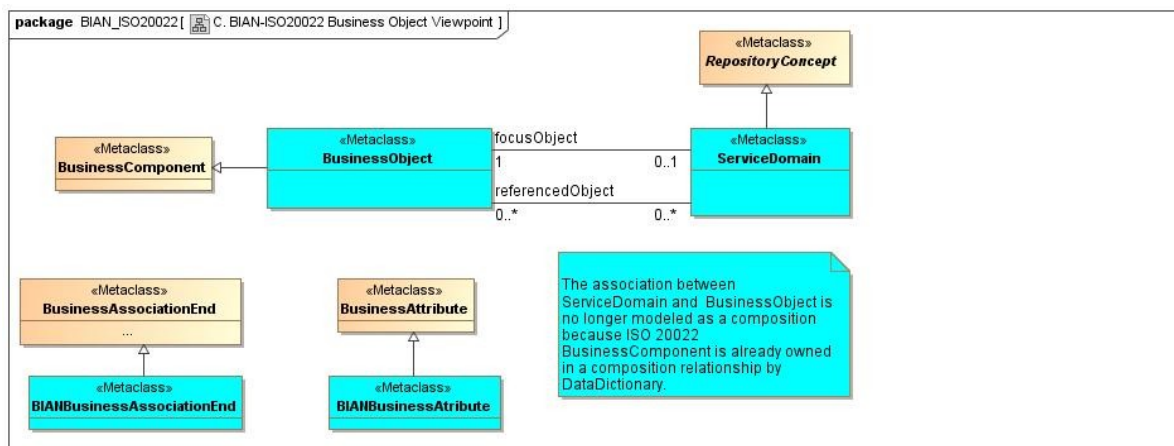 package BIAN_ISO20022 [ C. BIAN-ISO20022 Business Object Viewpoint ]
«Metaclass»
RepositoryConcept
«Metaclass»
BusinessComponent
«Metaclass»
BusinessObject
focusObject
1
0..1
referencedObject
0..*
0..*
«Metaclass»
ServiceDomain
«Metaclass»
BusinessAssociationEnd
...
«Metaclass»
BusinessAttribute
«Metaclass»
BIANBusinessAssociationEnd
«Metaclass»
BIANBusinessAtribute
The association between
ServiceDomain and BusinessObject is
no longer modeled as a composition
because ISO 20022
BusinessComponent is already owned
in a composition relationship by
DataDictionary.